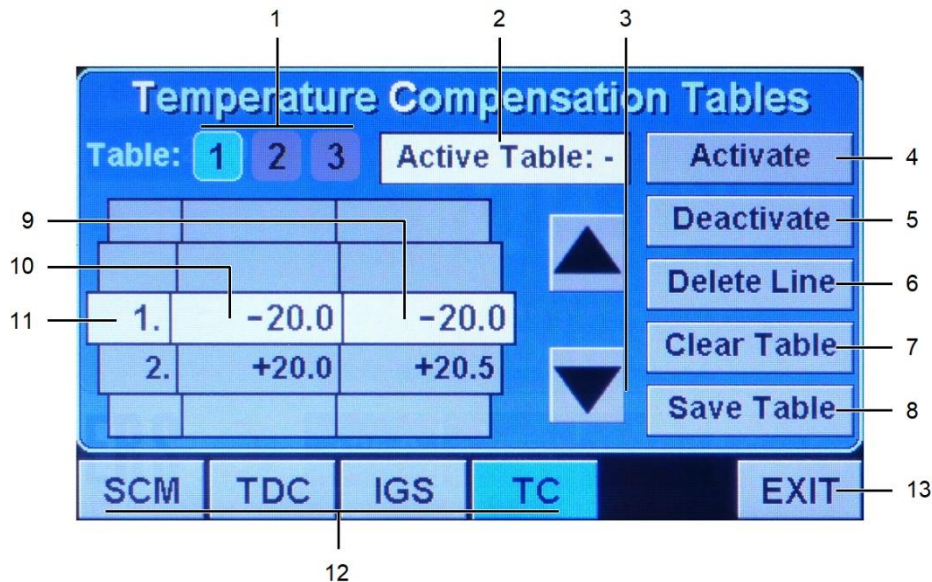 1 2 3
Temperature Compensation Tables
Table: 1 2 3 Active Table: - Activate 4
Deactivate 5
9
10 Delete Line 6
11 1. -20.0 -20.0
Clear Table 7
2. +20.0 +20.5
Save Table 8
SCM TDC IGS TC EXIT 13
12